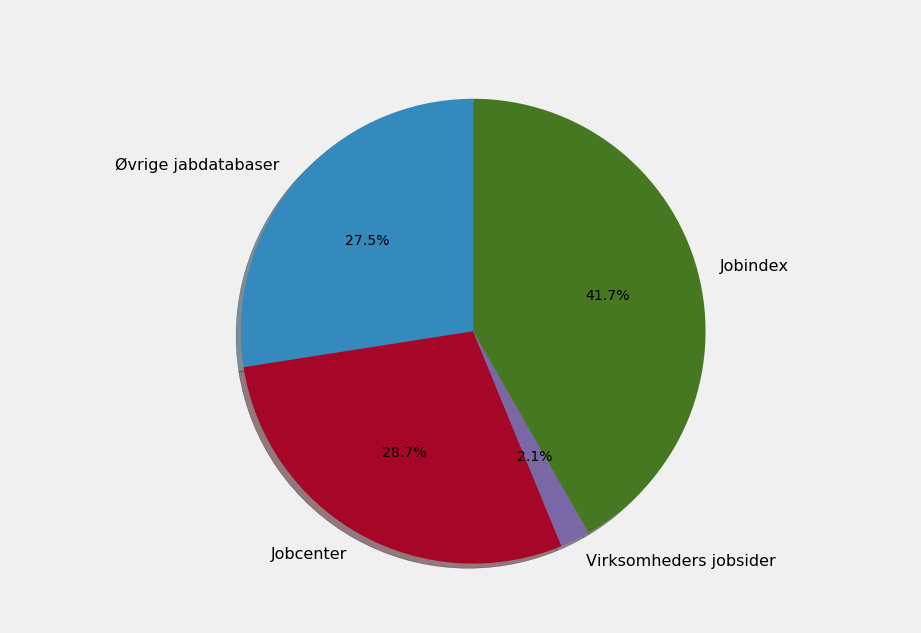 Øvrige jabdatabaser
27.5%
Jobindex
41.7%
28.7%
2.1%
Jobcenter
Virksomheders jobsider